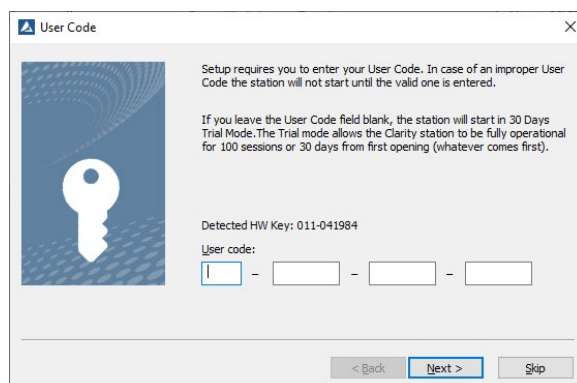 User Code
Setup requires you to enter your User Code. In case of an improper User
Code the station will not start until the valid one is entered.
If you leave the User Code field blank, the station will start in 30 Days
Trial Mode.The Trial mode allows the Clarity station to be fully operational
for 100 sessions or 30 days from first opening (whatever comes first).
Detected HW Key: 011-041984
User code:
– – –
< Back Next > Skip